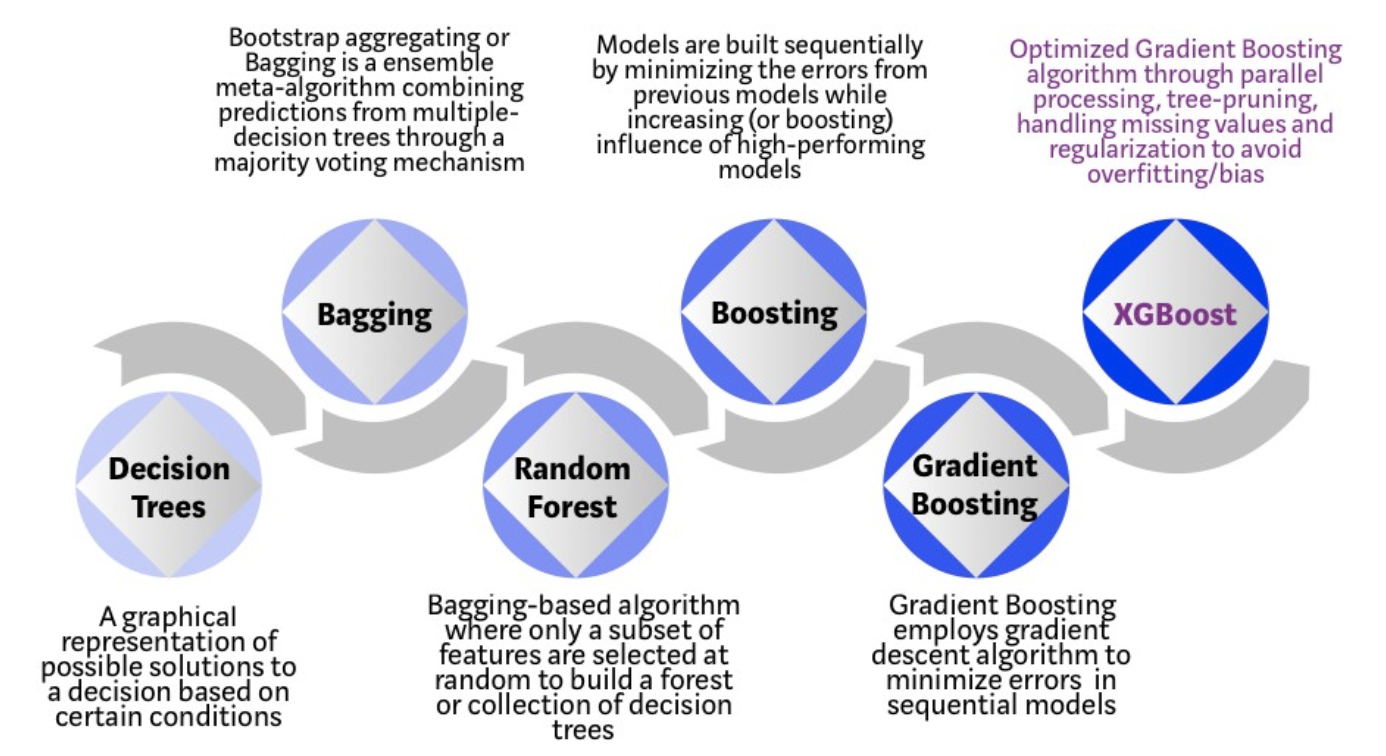 Bootstrap aggregating or
Bagging is a ensemble
meta-algorithm combining
predictions from multiple-
decision trees through a
majority voting mechanism
Models are built sequentially
by minimizing the errors from
previous models while
increasing (or boosting)
influence of high-performing
models
Optimized Gradient Boosting
algorithm through parallel
processing, tree-pruning,
handling missing values and
regularization to avoid
overfitting/bias
Bagging
Boosting
XGBoost
Decision
Trees
Random
Forest
Gradient
Boosting
A graphical
representation of
possible solutions to
a decision based on
certain conditions
Bagging-based algorithm
where only a subset of
features are selected at
random to build a forest
or collection of decision
trees
Gradient Boosting
employs gradient
descent algorithm to
minimize errors in
sequential models